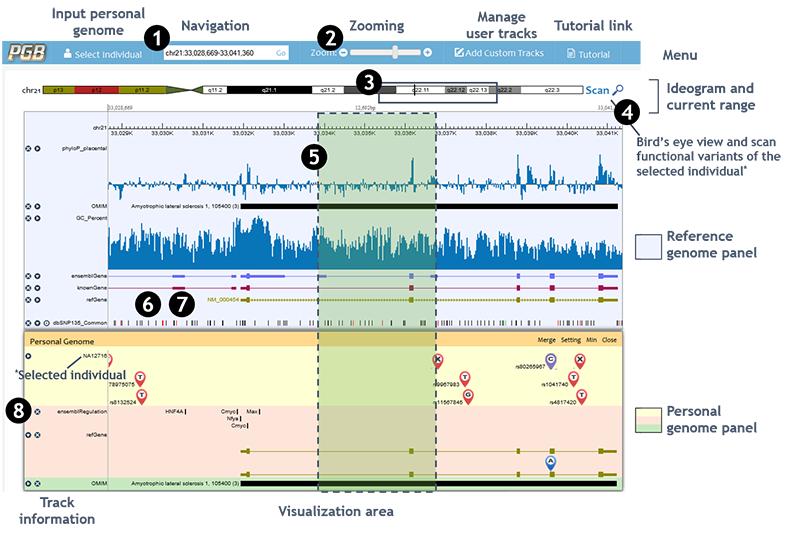 Input personal
genome
Navigation
Zooming
Manage
user tracks
Tutorial link
1
2
PGB
Select Individual
chr21:33,028,669-33,041,360
Go
Zoom:
Add Custom Tracks
Tutorial
Menu
3
chr21
p13
p12
p11.2
q11.2
q21.1
q21.2
q22.11
q22.12
q22.13
q22.2
q22.3
Scan
Ideogram and
current range
33,028,669
12,692bp
33,041
4
chr21
33,029K
33,030K
33,031K
33,032K
33,033K
33,034K
33,035K
33,036K
33,037K
33,038K
33,039K
33,040K
33,041K
Bird's eye view and scan
functional variants of the
selected individual*
5
phyloP_placental
OMIM
Amyotrophic lateral sclerosis 1, 105400 (3)
GC_Percent
Reference
genome panel
ensemblGene
knownGene
6
7
refGene
NM_000454
dbSNP135_Common
Personal Genome
Merge
Setting
Min
Close
NA12716
*Selected individual
X
C
X
rs80265967
T
T
T
78976075
9967983
rs1041740
T
G
T
rs8132524
rs11667846
rs4817420
8
ensemblRegulation
HNF4A
Cmyc
Max
Nfya
Cmyc
Personal
genome panel
refGene
A
OMIM
Amyotrophic lateral sclerosis 1, 105400 (3)
Track
information
Visualization area